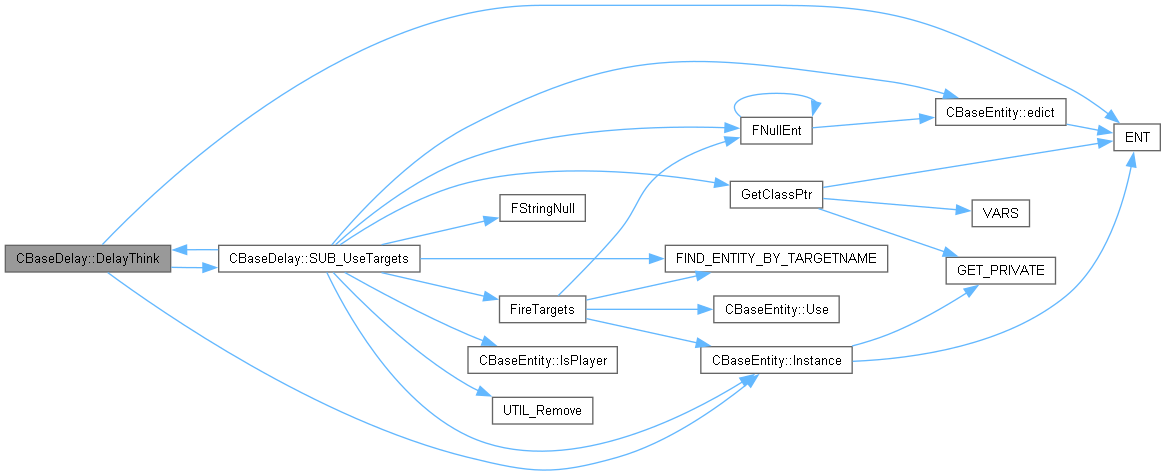 CBaseDelay::DelayThink
CBaseDelay::SUB_UseTargets
FStringNull
FireTargets
CBaseEntity::IsPlayer
UTIL_Remove
FNullEnt
GetClassPtr
FIND_ENTITY_BY_TARGETNAME
CBaseEntity::Use
CBaseEntity::Instance
CBaseEntity::edict
VARS
GET_PRIVATE
ENT